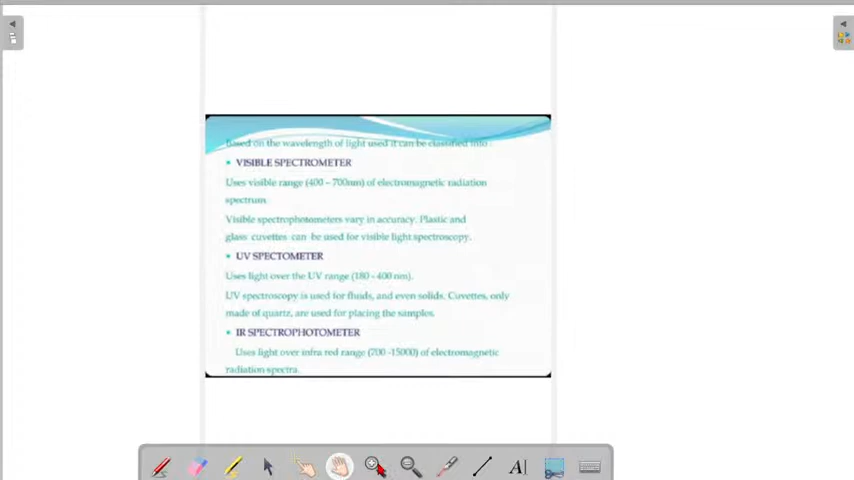 Based on the wavelength of light used it can be classified into :
• VISIBLE SPECTROMETER
Uses visible range (400 – 700nm) of electromagnetic radiation
spectrum.
Visible spectrophotometers vary in accuracy. Plastic and
glass cuvettes can be used for visible light spectroscopy.
• UV SPECTOMETER
Uses light over the UV range (180 - 400 nm).
UV spectroscopy is used for fluids, and even solids. Cuvettes, only
made of quartz, are used for placing the samples.
• IR SPECTROPHOTOMETER
Uses light over infra red range (700 -15000) of electromagnetic
radiation spectra.
A